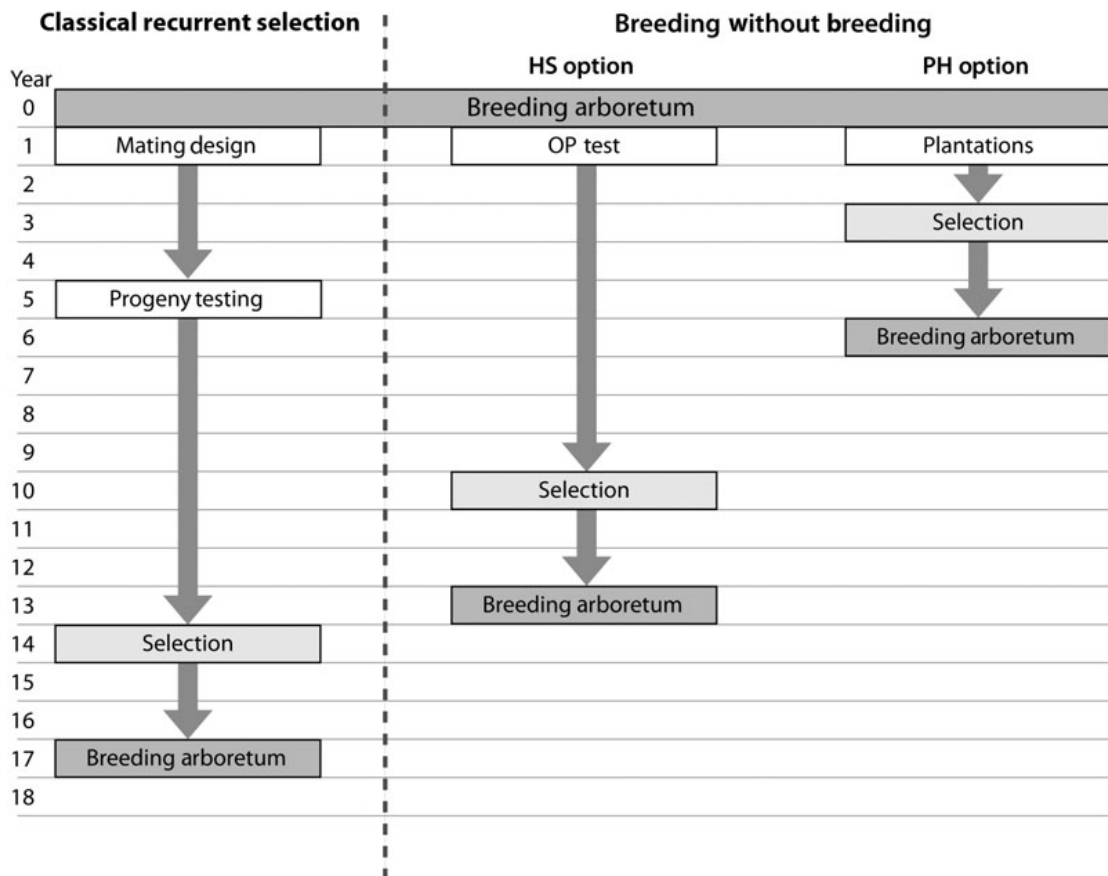 Classical recurrent selection
Breeding without breeding
HS option
PH option
Year
0
Breeding arboretum
1
Mating design
OP test
Plantations
2
3
Selection
4
5
Progeny testing
6
Breeding arboretum
7
8
9
10
Selection
11
12
13
Breeding arboretum
14
Selection
15
16
17
Breeding arboretum
18